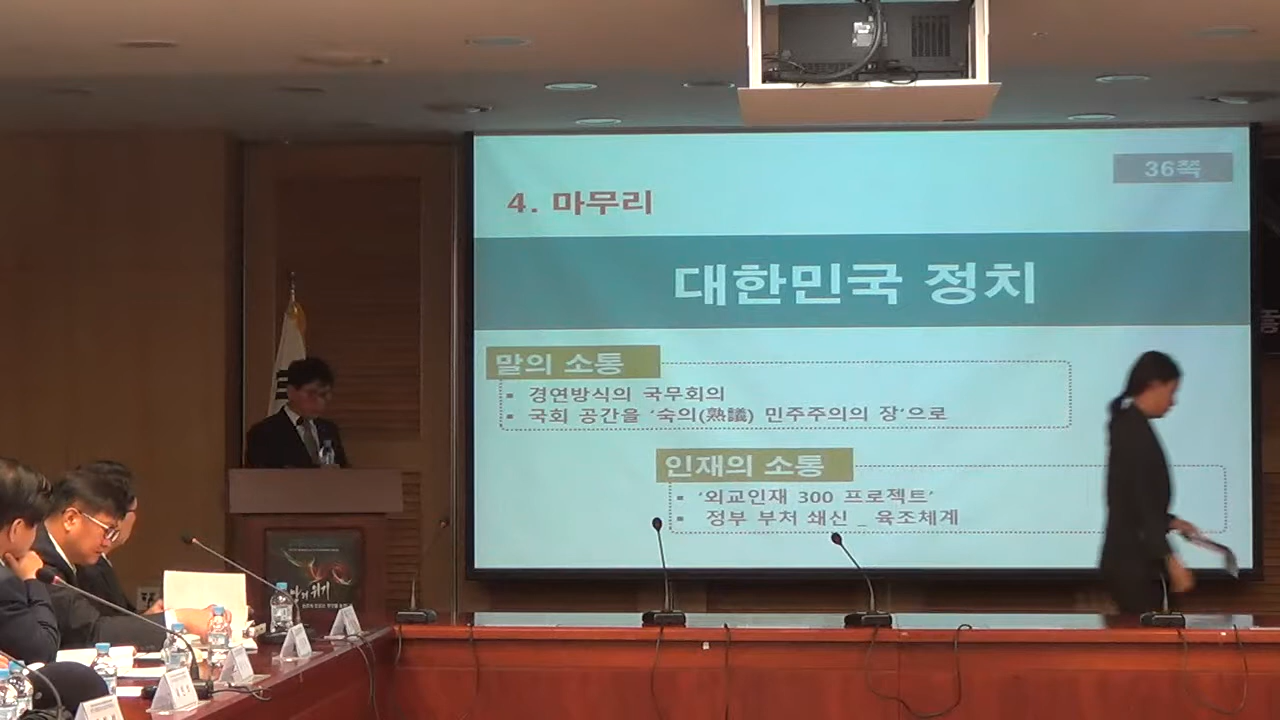 36쪽
4. 마무리
대한민국 정치
말의 소통
▪ 경연방식의 국무회의
▪ 국회 공간을 '숙의(熟議) 민주주의의 장'으로
인재의 소통
▪ '외교인재 300 프로젝트'
▪ 정부 부처 쇄신 _ 육조체계
위기